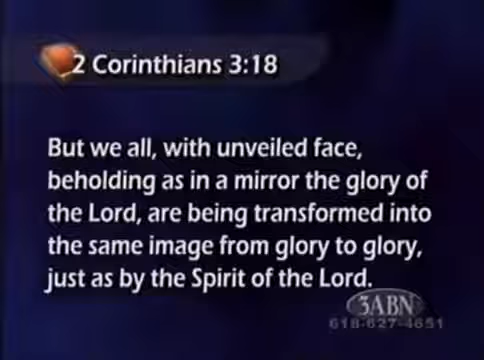 2 Corinthians 3:18
But we all, with unveiled face,
beholding as in a mirror the glory of
the Lord, are being transformed into
the same image from glory to glory,
just as by the Spirit of the Lord.
3ABN
618-627-4651